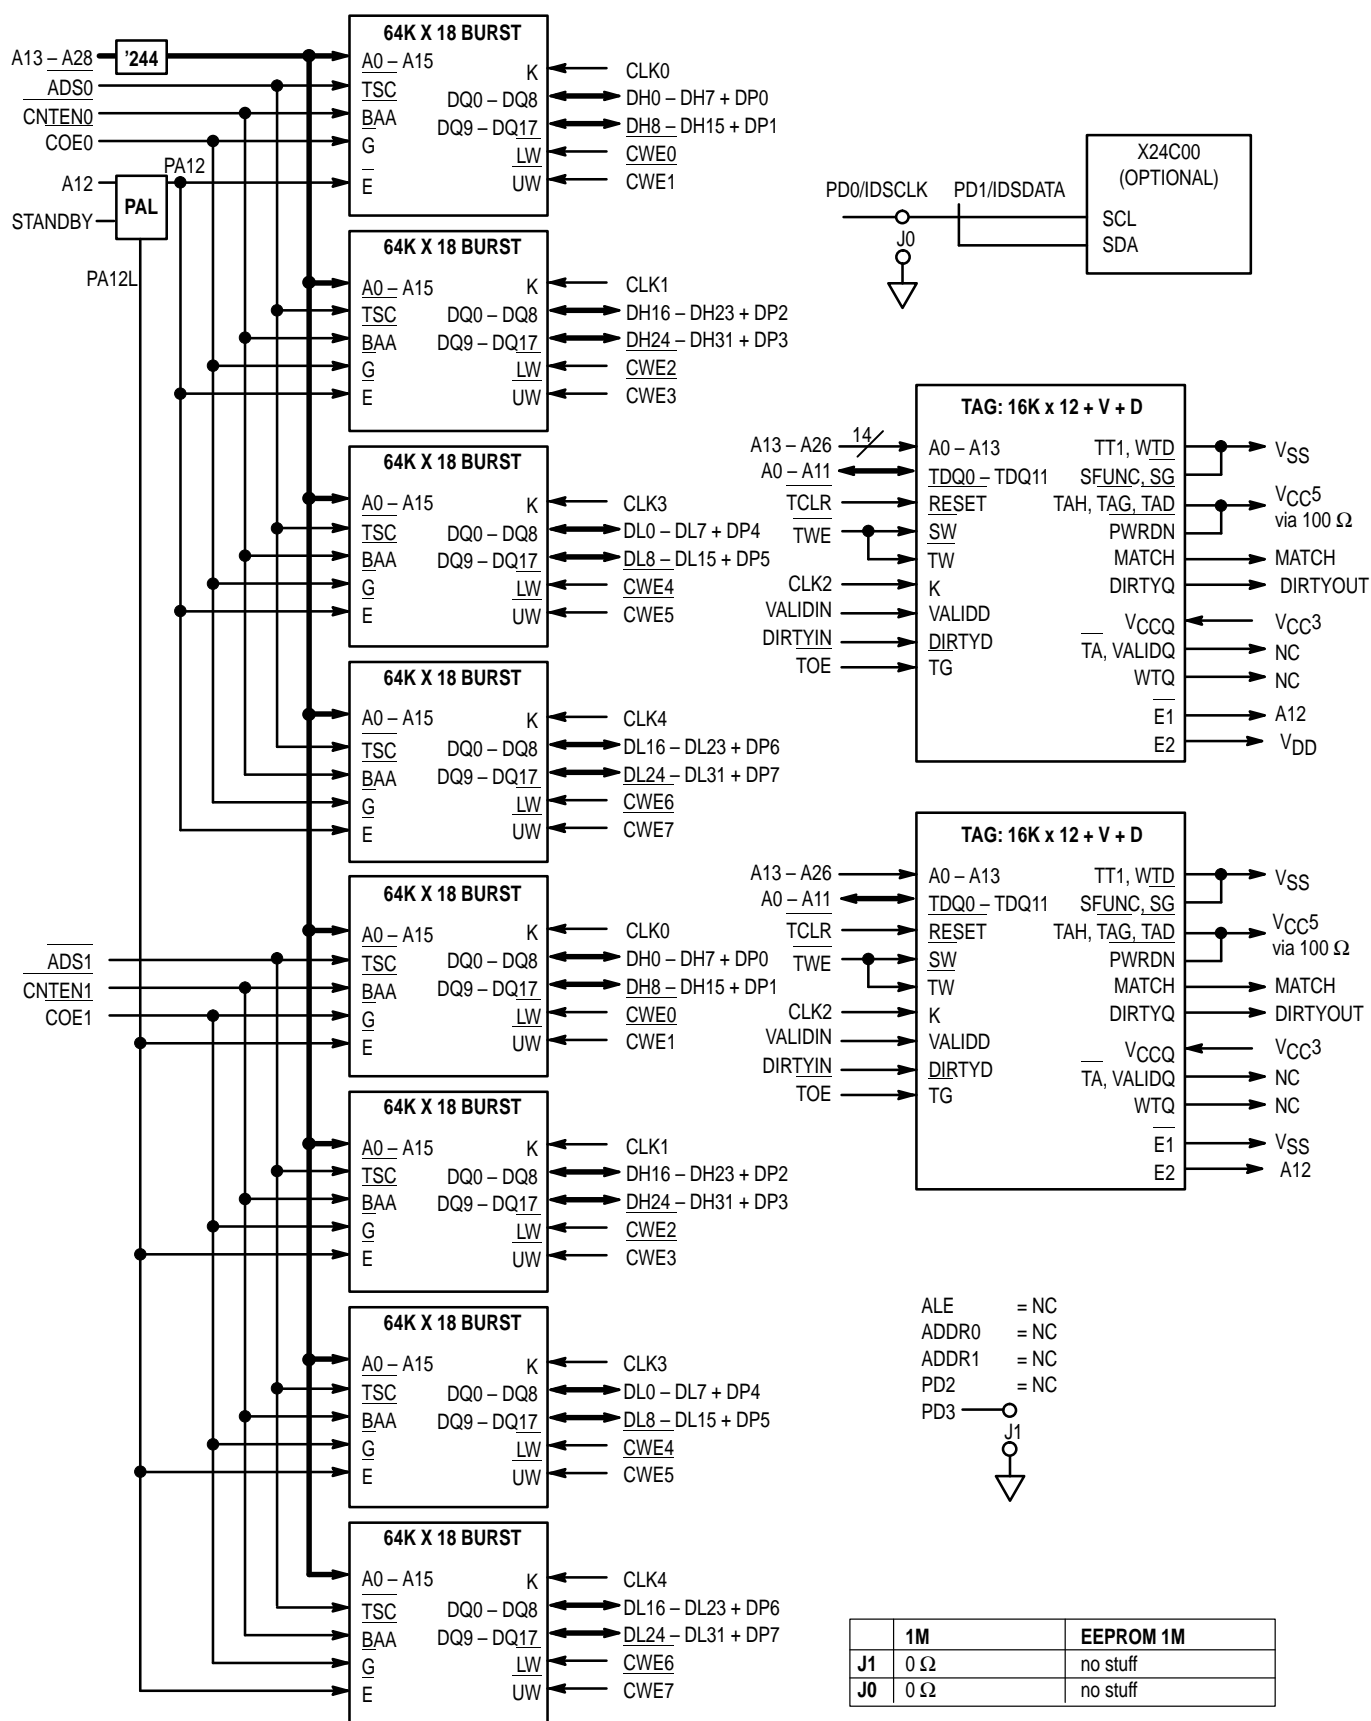 A13 – A28
'244
ADS0
CNTEN0
COE0
A12
STANDBY
PAL
PA12
PA12L
64K X 18 BURST
A0 – A15
TSC
BAA
G
E
K
DQ0 – DQ8
DQ9 – DQ17
LW
UW
CLK0
DH0 – DH7 + DP0
DH8 – DH15 + DP1
CWE0
CWE1
64K X 18 BURST
A0 – A15
TSC
BAA
G
E
K
DQ0 – DQ8
DQ9 – DQ17
LW
UW
CLK1
DH16 – DH23 + DP2
DH24 – DH31 + DP3
CWE2
CWE3
64K X 18 BURST
A0 – A15
TSC
BAA
G
E
K
DQ0 – DQ8
DQ9 – DQ17
LW
UW
CLK3
DL0 – DL7 + DP4
DL8 – DL15 + DP5
CWE4
CWE5
64K X 18 BURST
A0 – A15
TSC
BAA
G
E
K
DQ0 – DQ8
DQ9 – DQ17
LW
UW
CLK4
DL16 – DL23 + DP6
DL24 – DL31 + DP7
CWE6
CWE7
ADS1
CNTEN1
COE1
64K X 18 BURST
A0 – A15
TSC
BAA
G
E
K
DQ0 – DQ8
DQ9 – DQ17
LW
UW
CLK0
DH0 – DH7 + DP0
DH8 – DH15 + DP1
CWE0
CWE1
64K X 18 BURST
A0 – A15
TSC
BAA
G
E
K
DQ0 – DQ8
DQ9 – DQ17
LW
UW
CLK1
DH16 – DH23 + DP2
DH24 – DH31 + DP3
CWE2
CWE3
64K X 18 BURST
A0 – A15
TSC
BAA
G
E
K
DQ0 – DQ8
DQ9 – DQ17
LW
UW
CLK3
DL0 – DL7 + DP4
DL8 – DL15 + DP5
CWE4
CWE5
64K X 18 BURST
A0 – A15
TSC
BAA
G
E
K
DQ0 – DQ8
DQ9 – DQ17
LW
UW
CLK4
DL16 – DL23 + DP6
DL24 – DL31 + DP7
CWE6
CWE7
X24C00
(OPTIONAL)
SCL
SDA
PD0/IDSCLK
PD1/IDSDATA
J0
TAG: 16K x 12 + V + D
A13 – A26
14
A0 – A11
TCLR
TWE
CLK2
VALIDIN
DIRTYIN
TOE
A0 – A13
TDQ0 – TDQ11
RESET
SW
TW
K
VALIDD
DIRTYD
TG
TT1, WTD
SFUNC, SG
TAH, TAG, TAD
PWRDN
MATCH
DIRTYQ
VCCQ
TA, VALIDQ
WTQ
E1
E2
VSS
VCC5
via 100 Ω
MATCH
DIRTYOUT
VCC3
NC
NC
A12
VDD
TAG: 16K x 12 + V + D
A13 – A26
A0 – A11
TCLR
TWE
CLK2
VALIDIN
DIRTYIN
TOE
A0 – A13
TDQ0 – TDQ11
RESET
SW
TW
K
VALIDD
DIRTYD
TG
TT1, WTD
SFUNC, SG
TAH, TAG, TAD
PWRDN
MATCH
DIRTYQ
VCCQ
TA, VALIDQ
WTQ
E1
E2
VSS
VCC5
via 100 Ω
MATCH
DIRTYOUT
VCC3
NC
NC
VSS
A12
ALE = NC
ADDR0 = NC
ADDR1 = NC
PD2 = NC
PD3
J1
1M EEPROM 1M
J1 0 Ω no stuff
J0 0 Ω no stuff